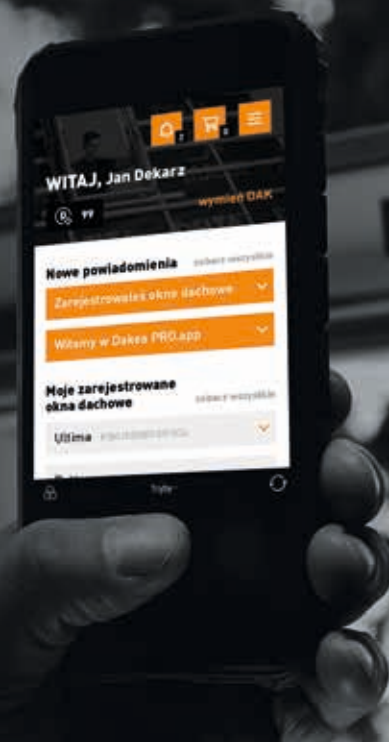 WITAJ, Jan Dekarz
99
wymień DAK
Nowe powiadomienia
zobacz wszystkie
Zarejestrowałeś okno dachowe
Witamy w Dakea PRO.app
Moje zarejestrowane
okna dachowe
zobacz wszystkie
Ultima